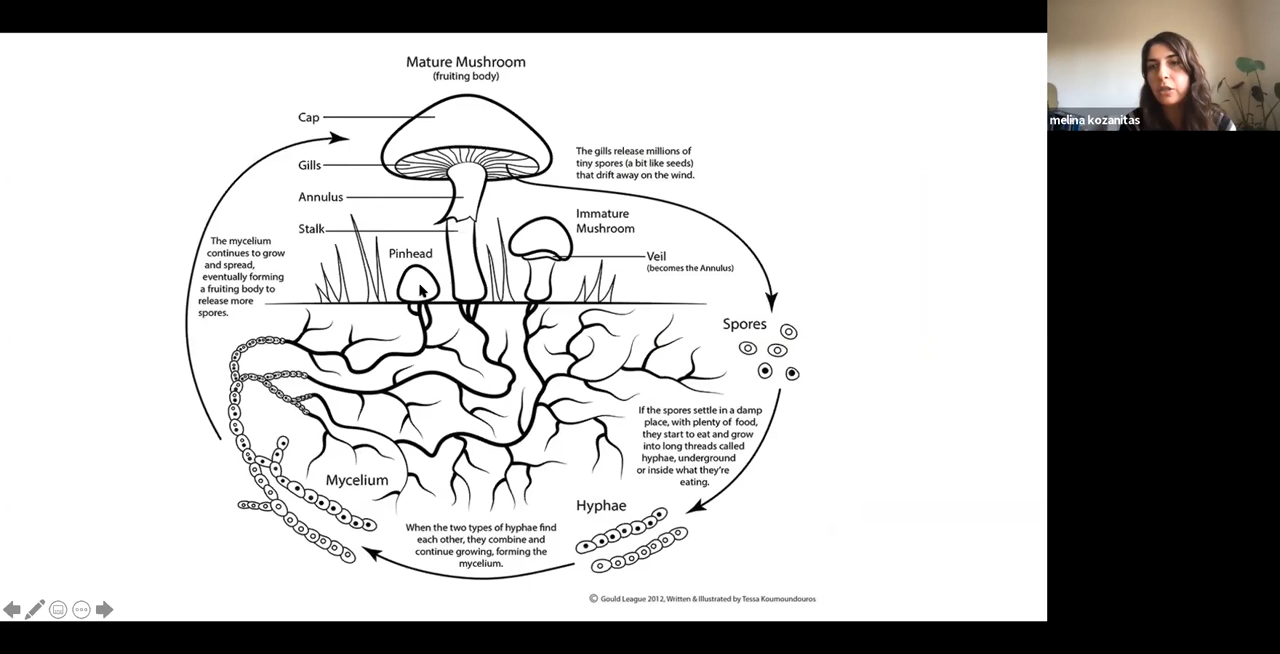 Mature Mushroom
(fruiting body)
Cap
Gills
Annulus
Stalk
Pinhead
The gills release millions of
tiny spores (a bit like seeds)
that drift away on the wind.
Immature
Mushroom
Veil
(becomes the Annulus)
The mycelium
continues to grow
and spread,
eventually forming
a fruiting body to
release more
spores.
Spores
If the spores settle in a damp
place, with plenty of food,
they start to eat and grow
into long threads called
hyphae, underground
or inside what they're
eating.
Mycelium
Hyphae
When the two types of hyphae find
each other, they combine and
continue growing, forming the
mycelium.
© Gould League 2012, Written & Illustrated by Tessa Koumoundouros
melina kozanitas